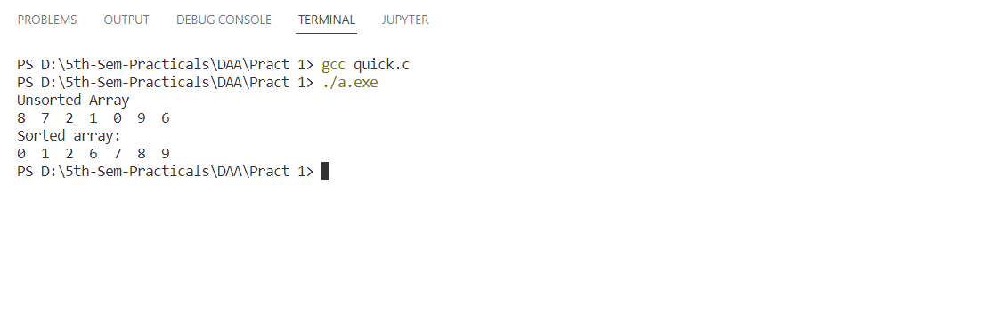 PROBLEMS OUTPUT DEBUG CONSOLE TERMINAL JUPYTER
PS D:\5th-Sem-Practicals\DAA\Pract 1> gcc quick.c
PS D:\5th-Sem-Practicals\DAA\Pract 1> ./a.exe
Unsorted Array
8  7  2  1  0  9  6
Sorted array:
0  1  2  6  7  8  9
PS D:\5th-Sem-Practicals\DAA\Pract 1>